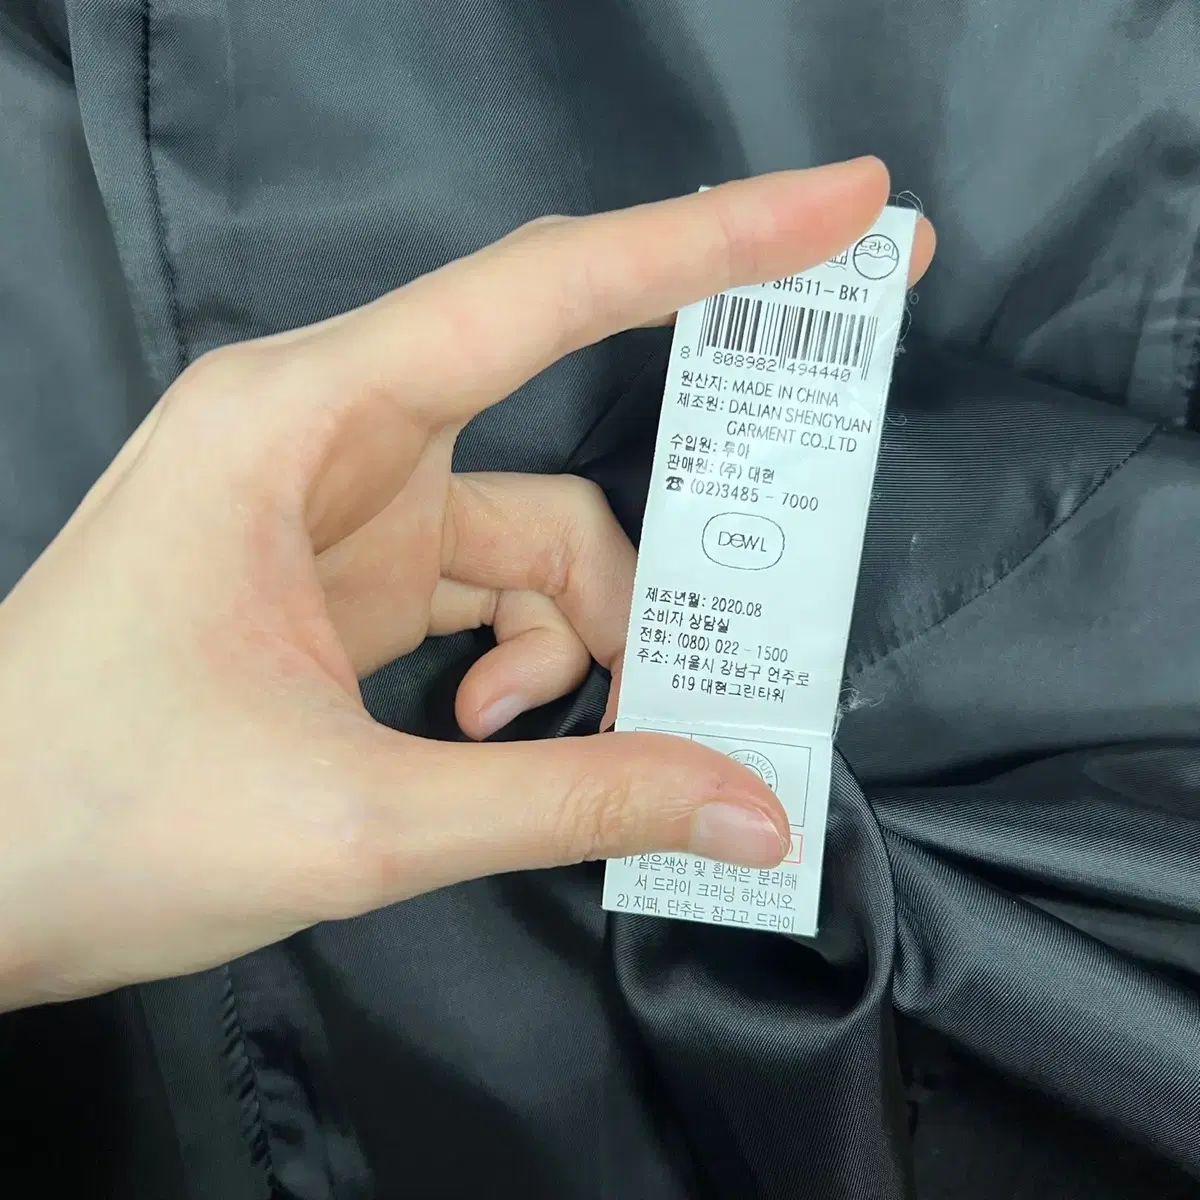 드라이
SH511-BK1
8 808982 494440
원산지: MADE IN CHINA
제조원: DALIAN SHENGYUAN
GARMENT CO.,LTD
수입원: 투아
판매원: (주) 대현
☎ (02)3485 - 7000
DEWL
제조년월: 2020.08
소비자 상담실
전화: (080) 022 - 1500
주소: 서울시 강남구 언주로
619 대현그린타워
HYUN
1) 짙은색상 및 흰색은 분리해
서 드라이 크리닝 하십시오.
2) 지퍼, 단추는 잠그고 드라이